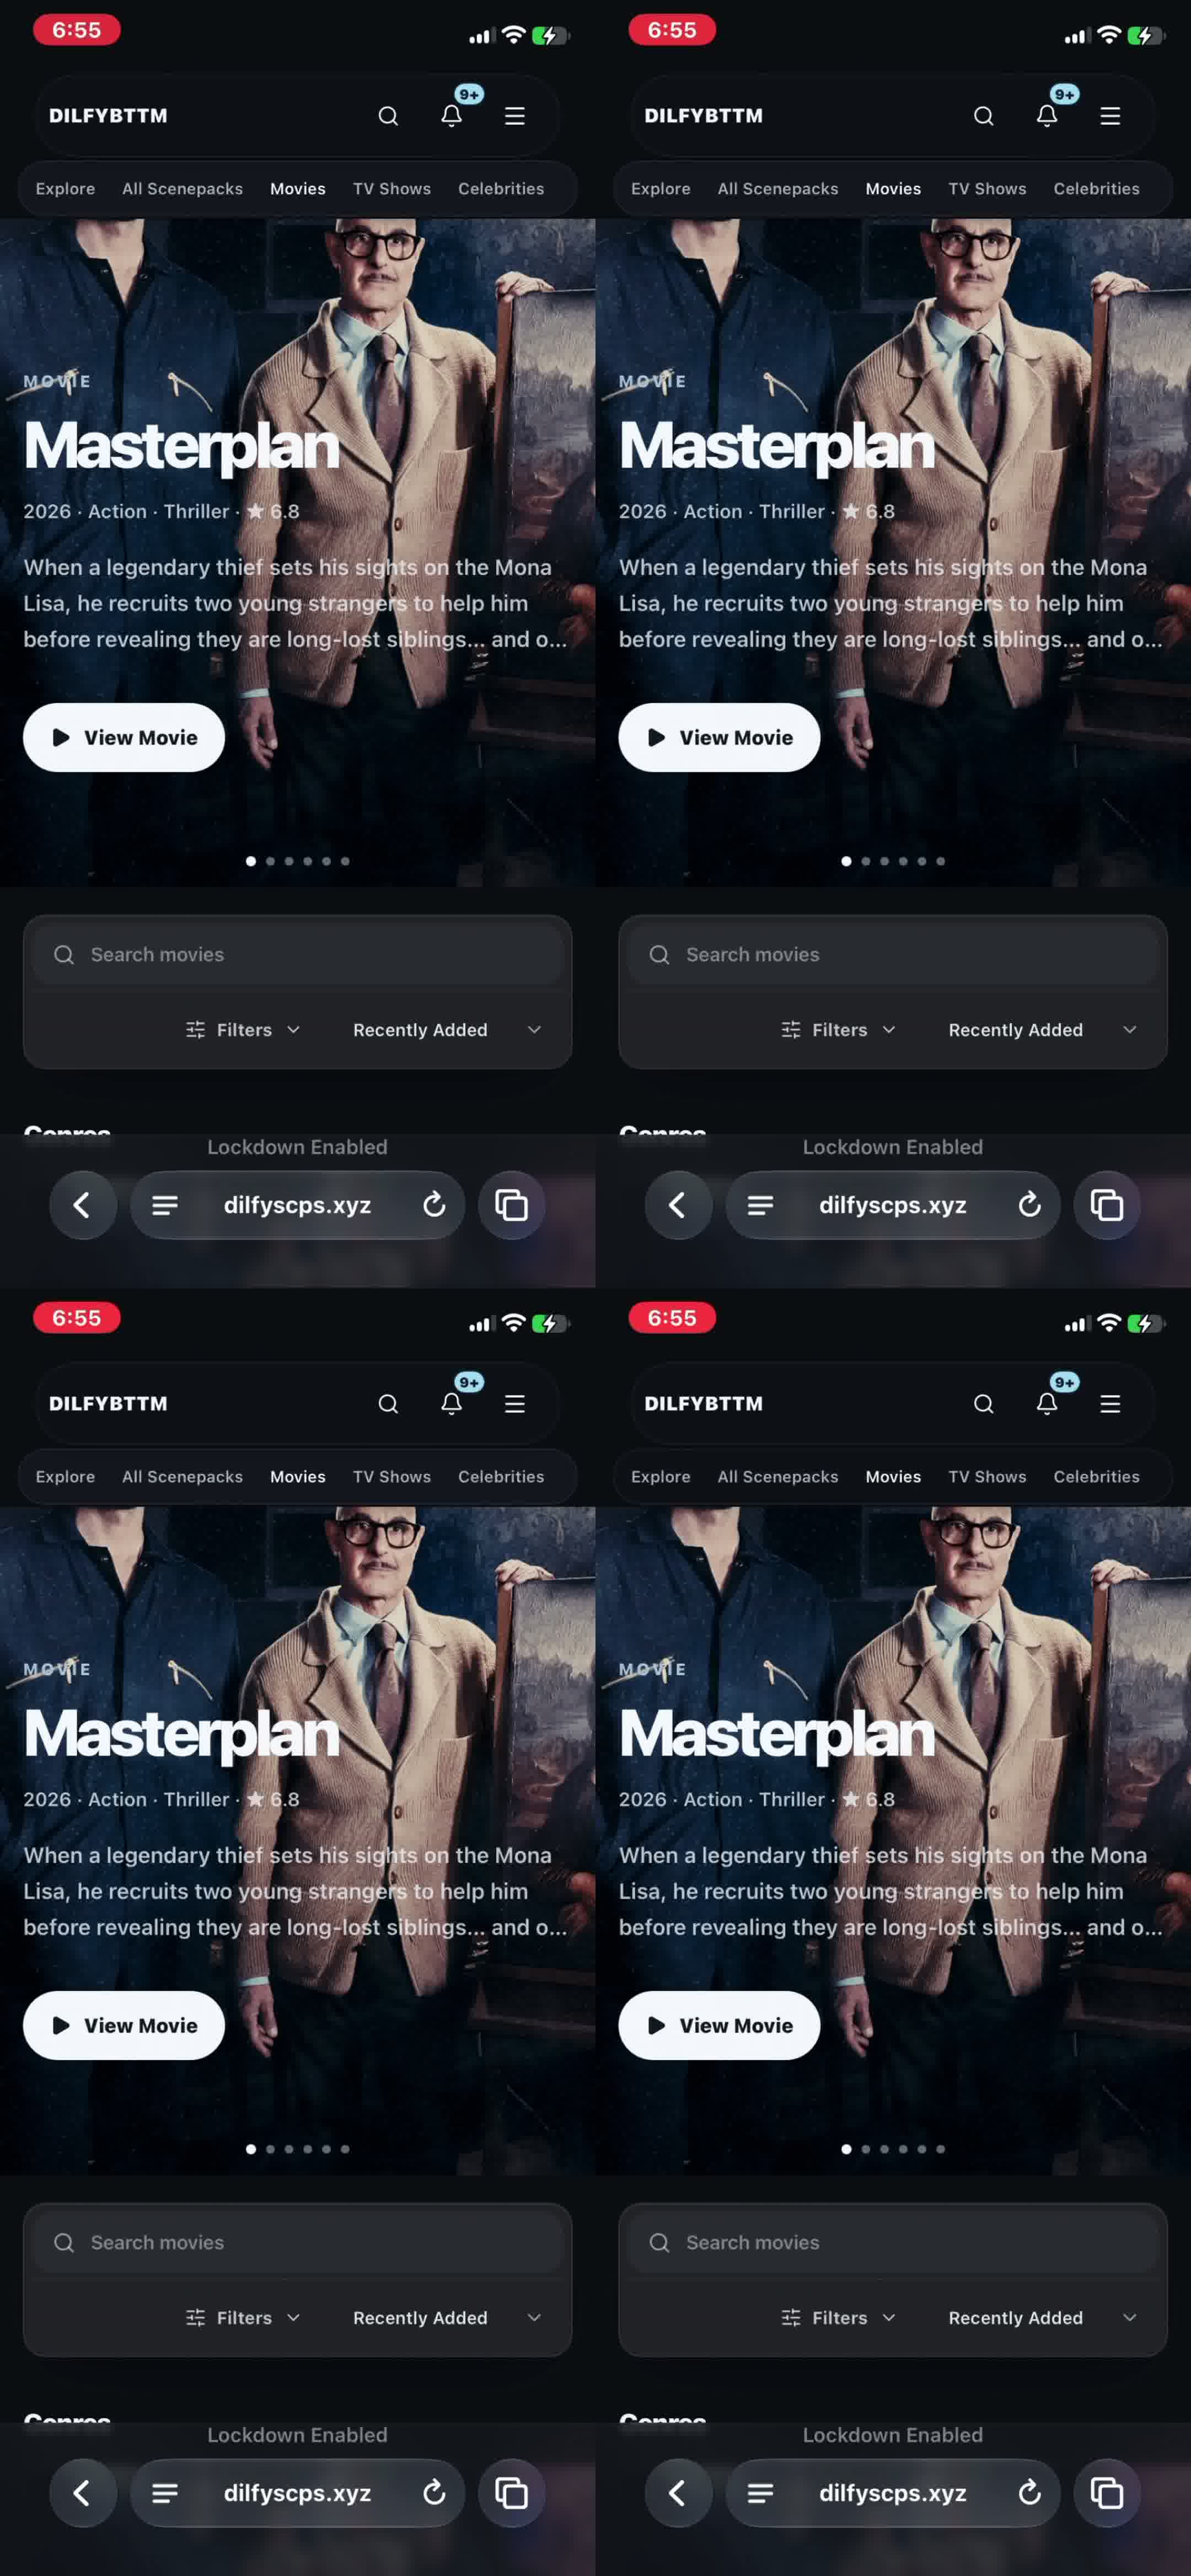 6:55
9+
DILFYBTTM
Explore All Scenepacks Movies TV Shows Celebrities
MOVIE
Masterplan
2026 · Action · Thriller · ★ 6.8
When a legendary thief sets his sights on the Mona
Lisa, he recruits two young strangers to help him
before revealing they are long-lost siblings... and o...
View Movie
Search movies
Filters Recently Added
Genres
Lockdown Enabled
dilfyscps.xyz
6:55
9+
DILFYBTTM
Explore All Scenepacks Movies TV Shows Celebrities
MOVIE
Masterplan
2026 · Action · Thriller · ★ 6.8
When a legendary thief sets his sights on the Mona
Lisa, he recruits two young strangers to help him
before revealing they are long-lost siblings... and o...
View Movie
Search movies
Filters Recently Added
Genres
Lockdown Enabled
dilfyscps.xyz
6:55
9+
DILFYBTTM
Explore All Scenepacks Movies TV Shows Celebrities
MOVIE
Masterplan
2026 · Action · Thriller · ★ 6.8
When a legendary thief sets his sights on the Mona
Lisa, he recruits two young strangers to help him
before revealing they are long-lost siblings... and o...
View Movie
Search movies
Filters Recently Added
Genres
Lockdown Enabled
dilfyscps.xyz
6:55
9+
DILFYBTTM
Explore All Scenepacks Movies TV Shows Celebrities
MOVIE
Masterplan
2026 · Action · Thriller · ★ 6.8
When a legendary thief sets his sights on the Mona
Lisa, he recruits two young strangers to help him
before revealing they are long-lost siblings... and o...
View Movie
Search movies
Filters Recently Added
Genres
Lockdown Enabled
dilfyscps.xyz